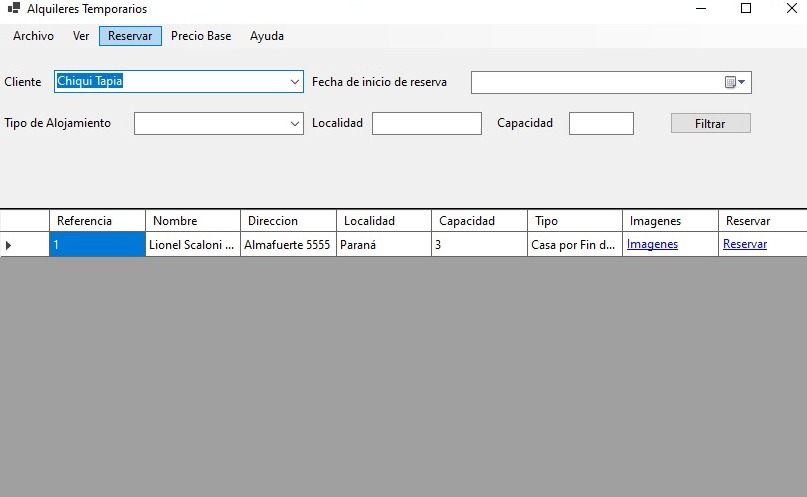 Alquileres Temporarios
Archivo Ver Reservar Precio Base Ayuda
Cliente Chiqui Tapia Fecha de inicio de reserva
Tipo de Alojamiento Localidad Capacidad Filtrar
Referencia Nombre Direccion Localidad Capacidad Tipo Imagenes Reservar
1 Lionel Scaloni ... Almafuerte 5555 Paraná 3 Casa por Fin d... Imagenes Reservar